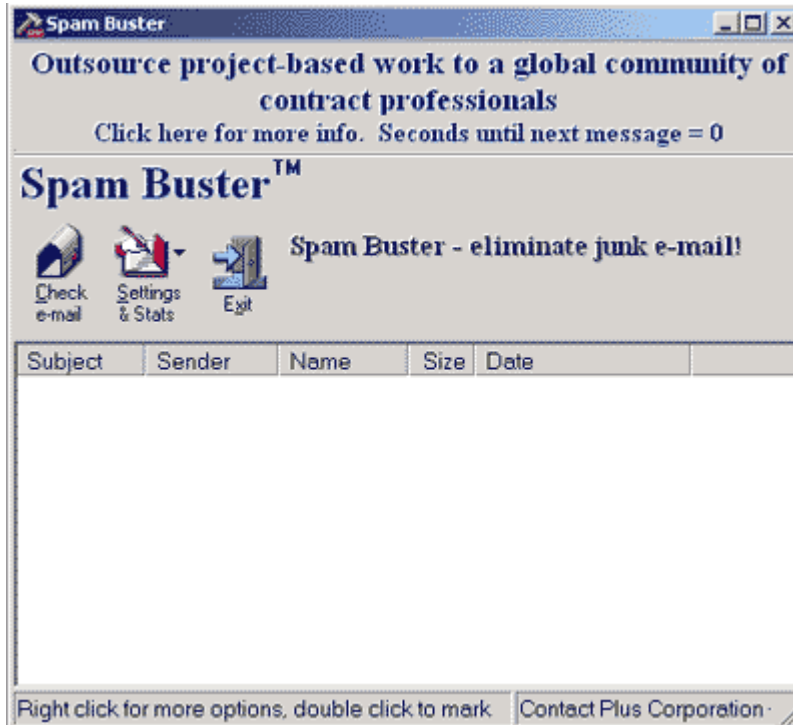 Spam Buster
Outsource project-based work to a global community of
contract professionals
Click here for more info. Seconds until next message = 0
Spam Buster™
Spam Buster - eliminate junk e-mail!
Check e-mail
Settings & Stats
Exit
Subject Sender Name Size Date
Right click for more options, double click to mark Contact Plus Corporation -